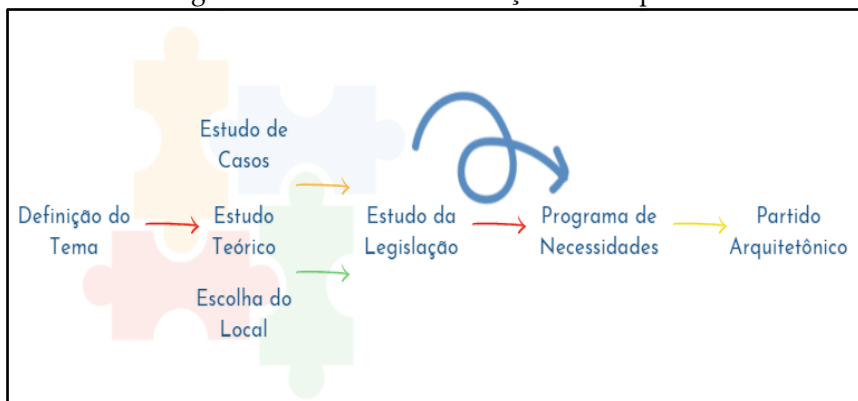 Estudo de
Casos
Definição do
Tema
Estudo
Teórico
Escolha do
Local
Estudo da
Legislação
Programa de
Necessidades
Partido
Arquitetônico